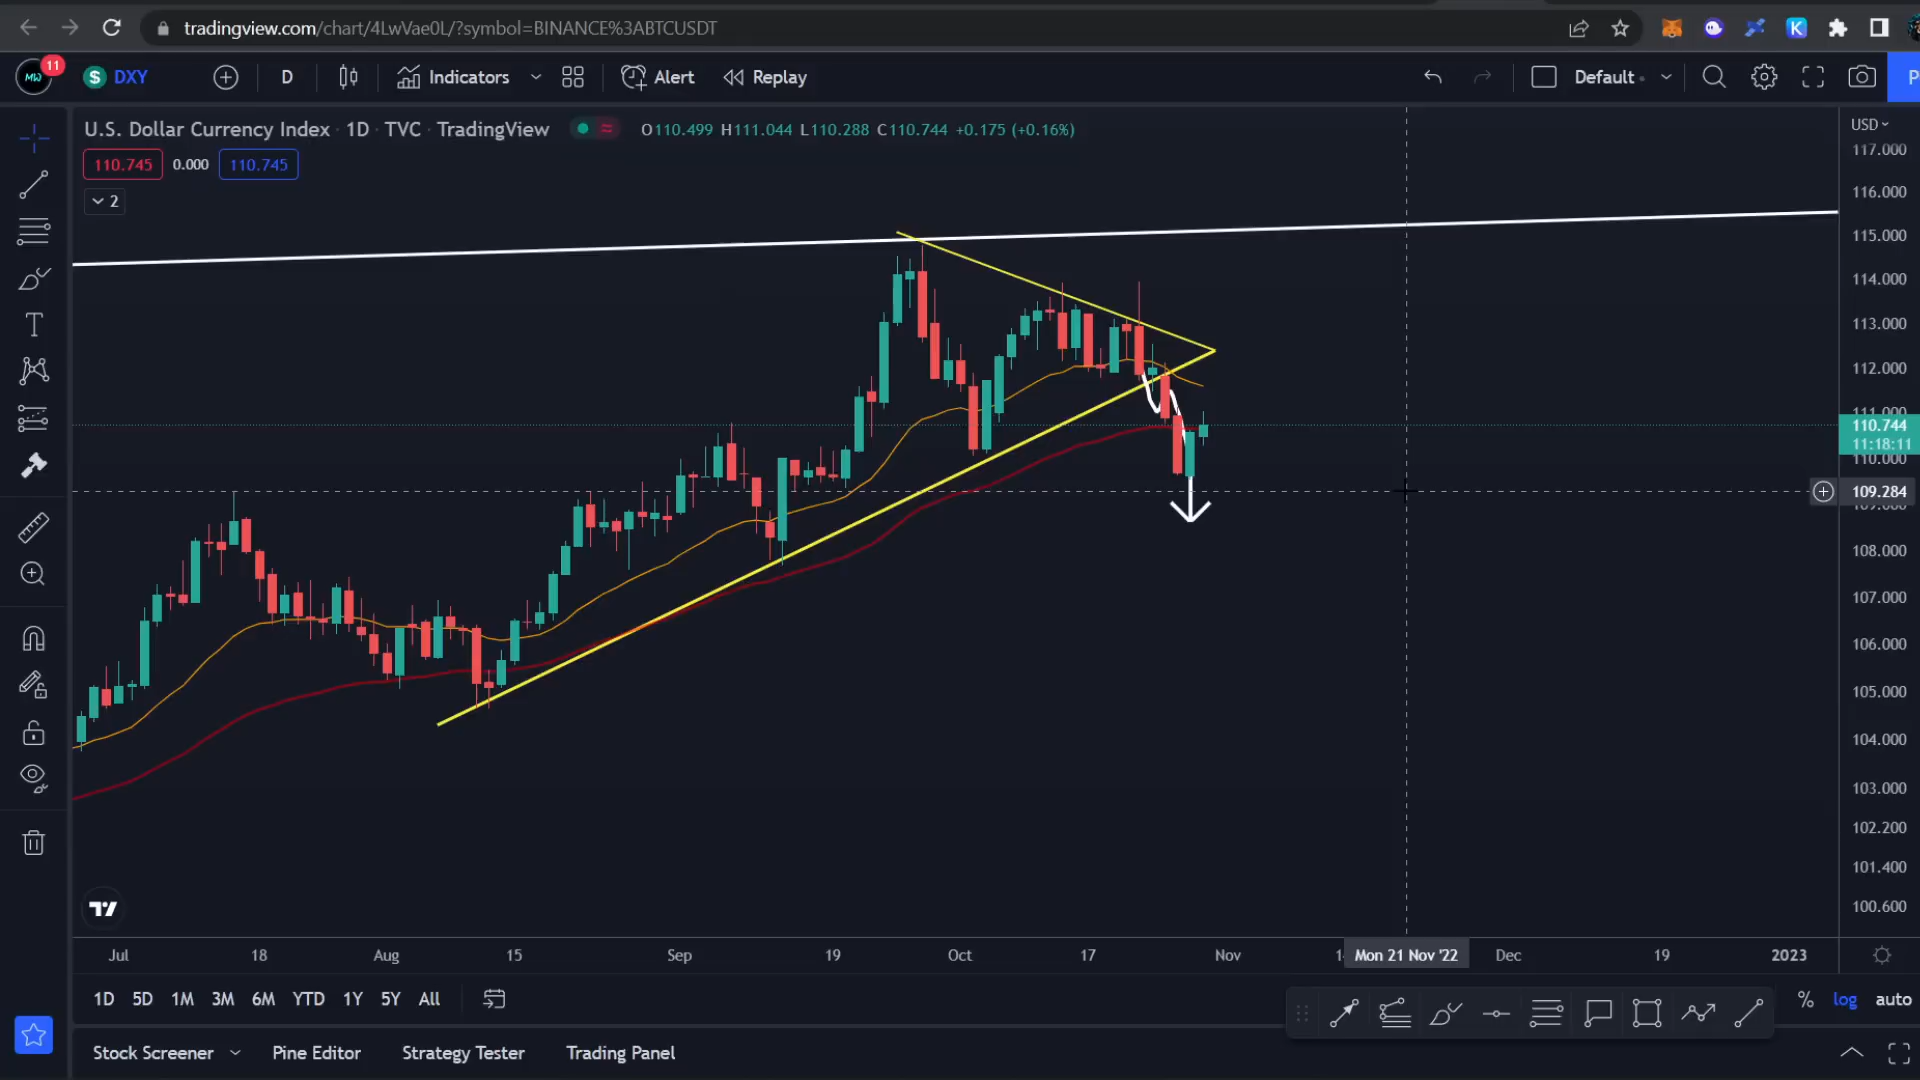 tradingview.com/chart/4LwVae0L/?symbol=BINANCE%3ABTCUSDT
11
DXY
D
Indicators
Alert
Replay
Default
U.S. Dollar Currency Index · 1D · TVC · TradingView
O110.499 H111.044 L110.288 C110.744 +0.175 (+0.16%)
110.745 0.000 110.745
2
USD
117.000
116.000
115.000
114.000
113.000
112.000
111.000
110.744
11:18:11
110.000
109.284
109.000
108.000
107.000
106.000
105.000
104.000
103.000
102.200
101.400
100.600
Jul 18 Aug 15 Sep 19 Oct 17 Nov Mon 21 Nov '22 Dec 19 2023
1D 5D 1M 3M 6M YTD 1Y 5Y All
% log auto
Stock Screener Pine Editor Strategy Tester Trading Panel